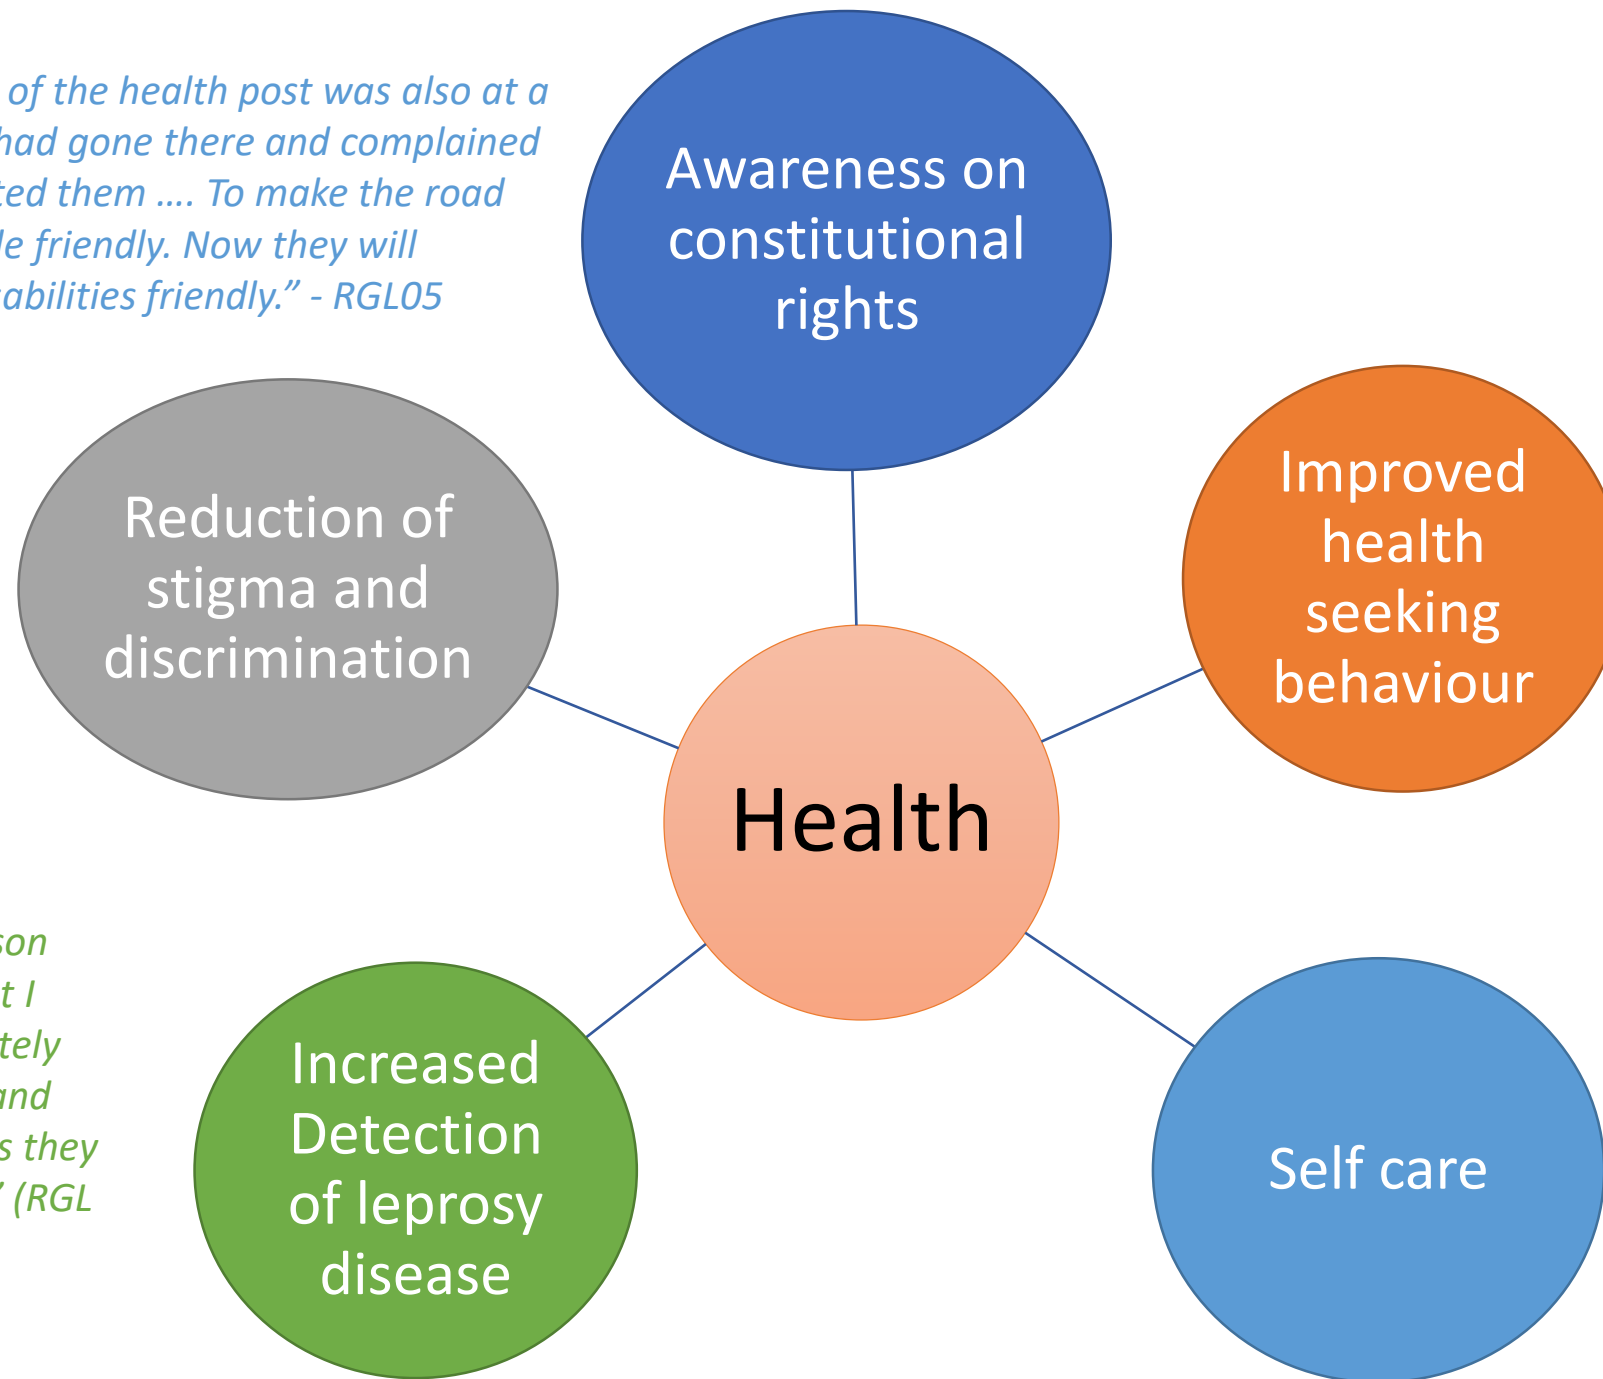 of the health post was also at a
had gone there and complained
ted them .... To make the road
le friendly. Now they will
abilities friendly.” - RGL05
Awareness on
constitutional
rights
Reduction of
stigma and
discrimination
Improved
health
seeking
behaviour
Health
son
t I
tely
and
s they
” (RGL
Increased
Detection
of leprosy
disease
Self care